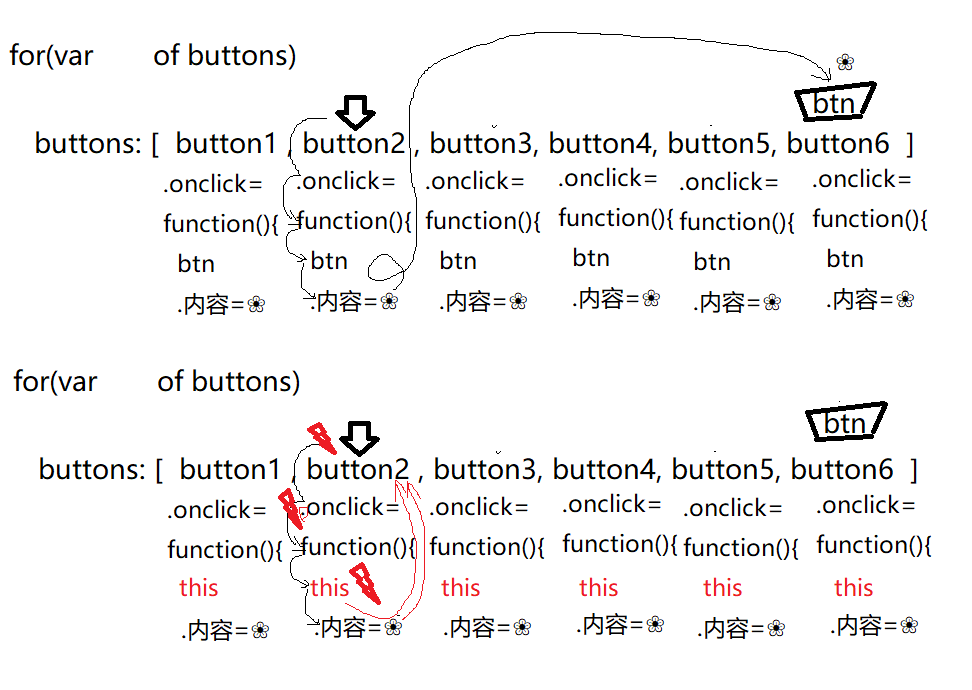 for(var of buttons) ❀
btn
buttons: [ button1 , button2 , button3, button4, button5, button6 ]
.onclick= .onclick= .onclick= .onclick= .onclick= .onclick=
function(){ function(){ function(){ function(){ function(){ function(){
btn btn btn btn btn btn
.内容=❀ .内容=❀ .内容=❀ .内容=❀ .内容=❀ .内容=❀
for(var of buttons)
btn
buttons: [ button1 , button2 , button3, button4, button5, button6 ]
.onclick= .onclick= .onclick= .onclick= .onclick= .onclick=
function(){ function(){ function(){ function(){ function(){ function(){
this this this this this this
.内容=❀ .内容=❀ .内容=❀ .内容=❀ .内容=❀ .内容=❀